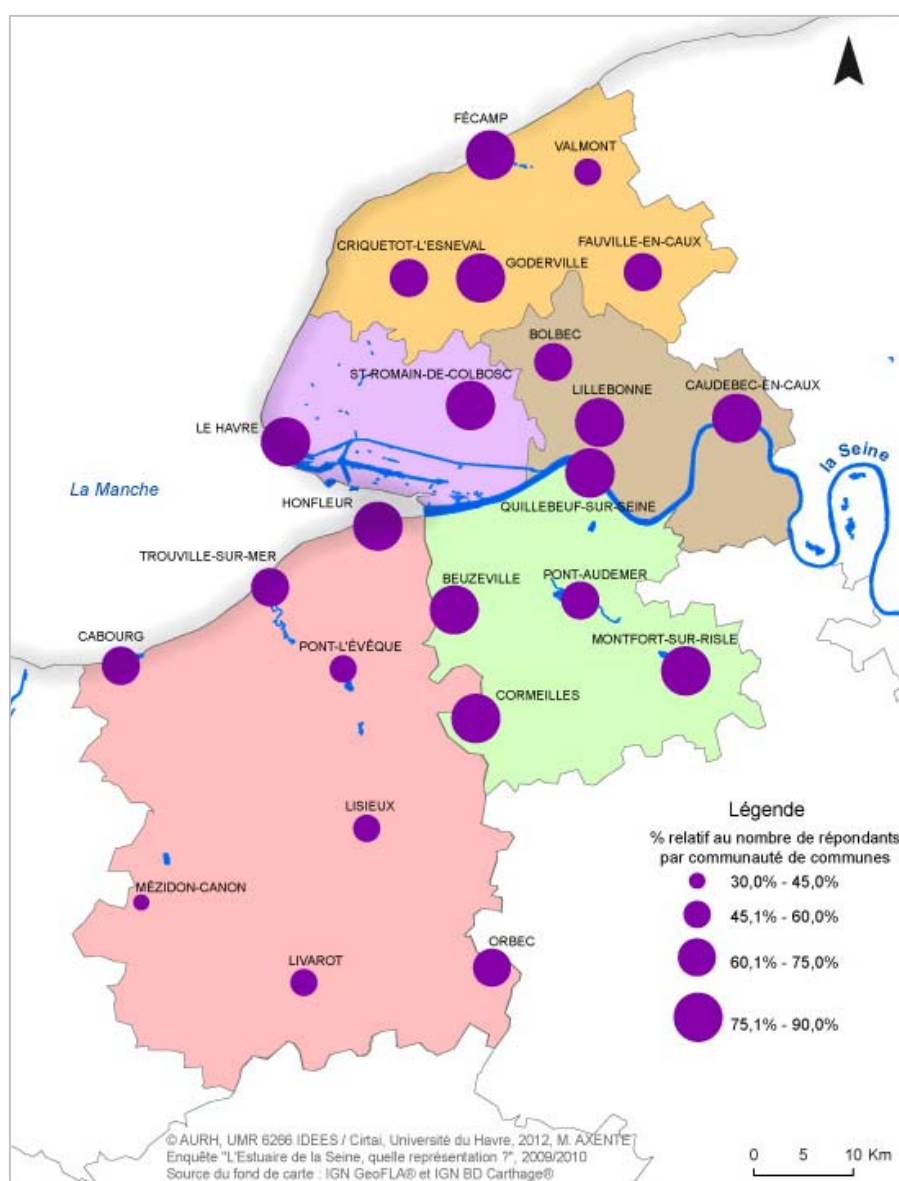 FÉCAMP
VALMONT
CRIQUETOT-L'ESNEVAL
GODERVILLE
FAUVILLE-EN-CAUX
BOLBEC
ST-ROMAIN-DE-COLBOSC
LILLEBONNE
CAUDEBEC-EN-CAUX
LE HAVRE
la Seine
La Manche
HONFLEUR
QUILLEBEUF-SUR-SEINE
TROUVILLE-SUR-MER
BEUZEVILLE
PONT-AUDEMER
CABOURG
PONT-L'ÉVÊQUE
MONTFORT-SUR-RISLE
CORMEILLES
LISIEUX
MÉZIDON-CANON
LIVAROT
ORBEC
Légende
% relatif au nombre de répondants
par communauté de communes
30,0% - 45,0%
45,1% - 60,0%
60,1% - 75,0%
75,1% - 90,0%
© AURH, UMR 6266 IDEES / Cirtai, Université du Havre, 2012, M. AXENTE
Enquête "L'Estuaire de la Seine, quelle représentation ?", 2009/2010
Source du fond de carte : IGN GeoFLA® et IGN BD Carthage®
0 5 10 Km